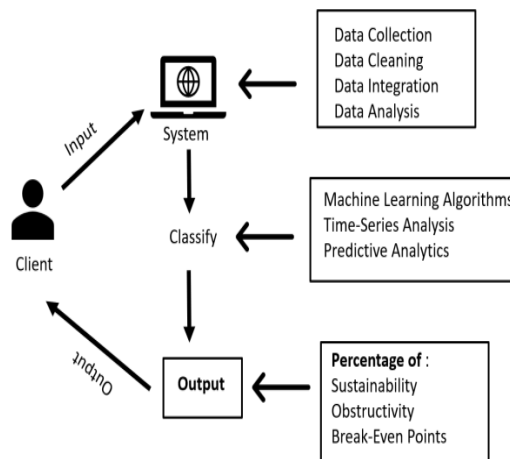 Data Collection
Data Cleaning
Data Integration
Data Analysis
System
Input
Client
Classify
Machine Learning Algorithms
Time-Series Analysis
Predictive Analytics
Output
Output
Percentage of :
Sustainability
Obstructivity
Break-Even Points